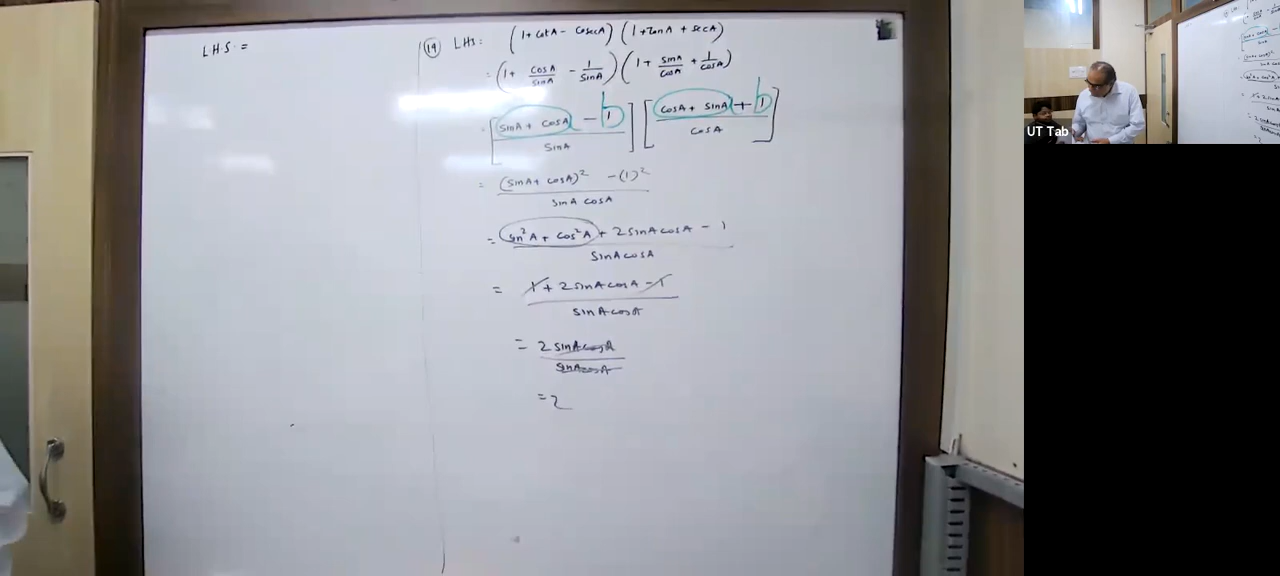 L.H.S. =
(19) LHS: (1+cotA - cosecA) (1+tanA + secA)
= (1+ cosA/sinA - 1/sinA) (1+ sinA/cosA + 1/cosA)
= [(sinA + cosA - 1)/sinA] [(cosA + sinA + 1)/cosA]
b b
= ((sinA + cosA)² - (1)²)/(sinA cosA)
= (sin²A + cos²A + 2sinAcosA - 1)/(sinAcosA)
= (1 + 2sinAcosA - 1)/(sinAcosA)
= 2sinAcosA/(sinAcosA)
= 2
UT Tab